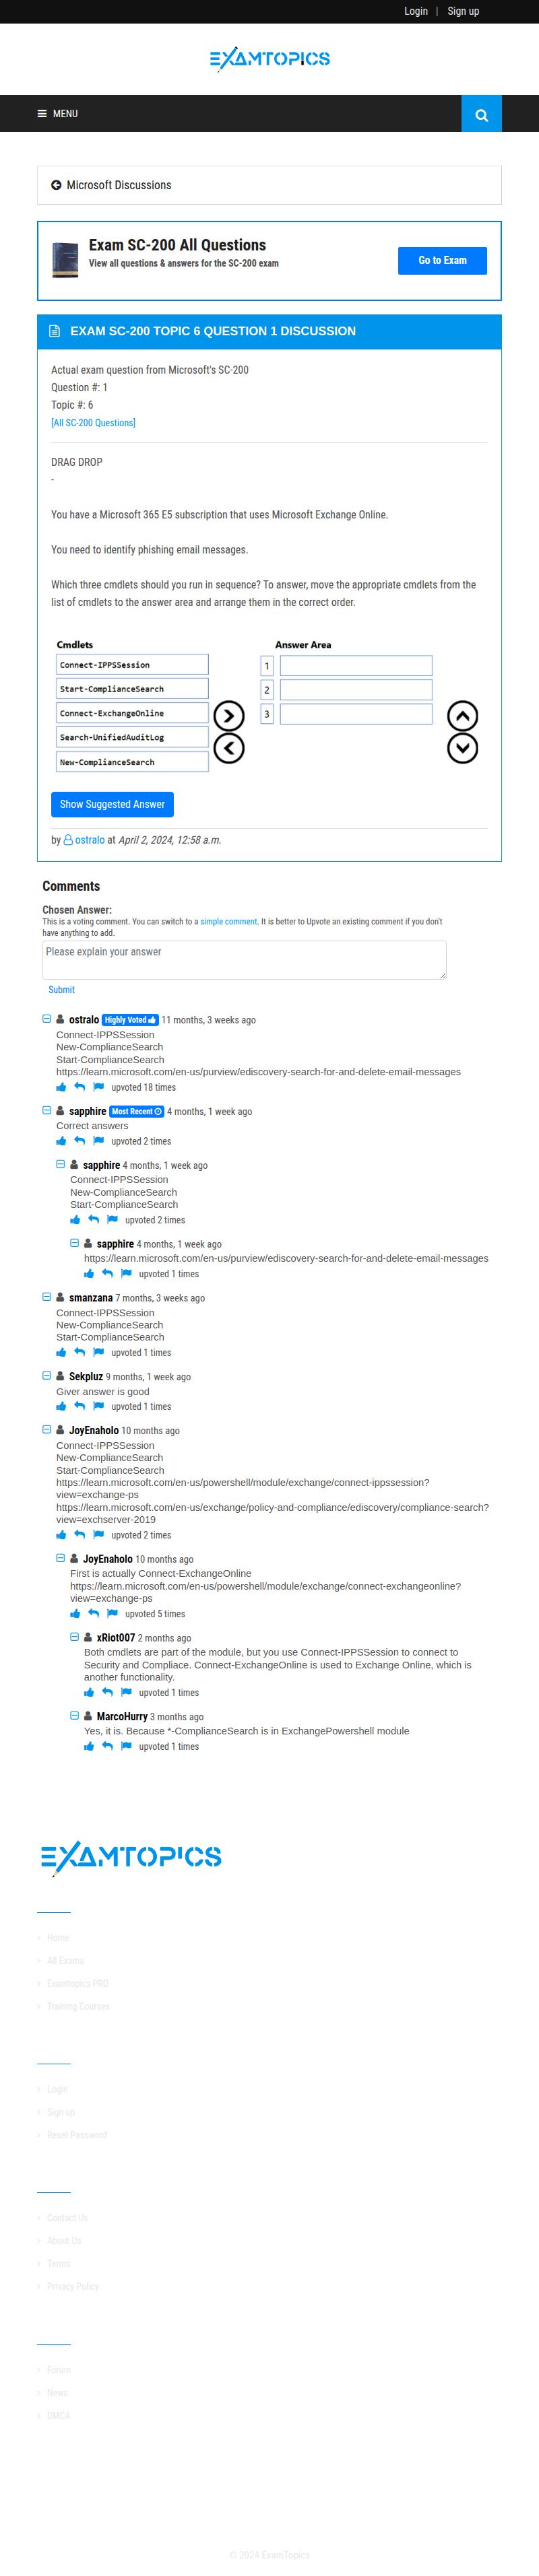 Login | Sign up
EXAMTOPICS
MENU
Microsoft Discussions
Exam SC-200 All Questions
View all questions & answers for the SC-200 exam
Go to Exam
EXAM SC-200 TOPIC 6 QUESTION 1 DISCUSSION
Actual exam question from Microsoft's SC-200
Question #: 1
Topic #: 6
[All SC-200 Questions]
DRAG DROP
-
You have a Microsoft 365 E5 subscription that uses Microsoft Exchange Online.
You need to identify phishing email messages.
Which three cmdlets should you run in sequence? To answer, move the appropriate cmdlets from the
list of cmdlets to the answer area and arrange them in the correct order.
Cmdlets
Connect-IPPSSession
Start-ComplianceSearch
Connect-ExchangeOnline
Search-UnifiedAuditLog
New-ComplianceSearch
Answer Area
1
2
3
Show Suggested Answer
by ostralo at April 2, 2024, 12:58 a.m.
Comments
Chosen Answer:
This is a voting comment. You can switch to a simple comment. It is better to Upvote an existing comment if you don't
have anything to add.
Please explain your answer
Submit
ostralo Highly Voted 11 months, 3 weeks ago
Connect-IPPSSession
New-ComplianceSearch
Start-ComplianceSearch
https://learn.microsoft.com/en-us/purview/ediscovery-search-for-and-delete-email-messages
upvoted 18 times
sapphire Most Recent 4 months, 1 week ago
Correct answers
upvoted 2 times
sapphire 4 months, 1 week ago
Connect-IPPSSession
New-ComplianceSearch
Start-ComplianceSearch
upvoted 2 times
sapphire 4 months, 1 week ago
https://learn.microsoft.com/en-us/purview/ediscovery-search-for-and-delete-email-messages
upvoted 1 times
smanzana 7 months, 3 weeks ago
Connect-IPPSSession
New-ComplianceSearch
Start-ComplianceSearch
upvoted 1 times
Sekpluz 9 months, 1 week ago
Giver answer is good
upvoted 1 times
JoyEnaholo 10 months ago
Connect-IPPSSession
New-ComplianceSearch
Start-ComplianceSearch
https://learn.microsoft.com/en-us/powershell/module/exchange/connect-ippssession?
view=exchange-ps
https://learn.microsoft.com/en-us/exchange/policy-and-compliance/ediscovery/compliance-search?
view=exchserver-2019
upvoted 2 times
JoyEnaholo 10 months ago
First is actually Connect-ExchangeOnline
https://learn.microsoft.com/en-us/powershell/module/exchange/connect-exchangeonline?
view=exchange-ps
upvoted 5 times
xRiot007 2 months ago
Both cmdlets are part of the module, but you use Connect-IPPSSession to connect to
Security and Compliace. Connect-ExchangeOnline is used to Exchange Online, which is
another functionality.
upvoted 1 times
MarcoHurry 3 months ago
Yes, it is. Because *-ComplianceSearch is in ExchangePowershell module
upvoted 1 times
EXAMTOPICS
Home
All Exams
Examtopics PRO
Training Courses
Login
Sign up
Reset Password
Contact Us
About Us
Terms
Privacy Policy
Forum
News
DMCA
© 2024 ExamTopics